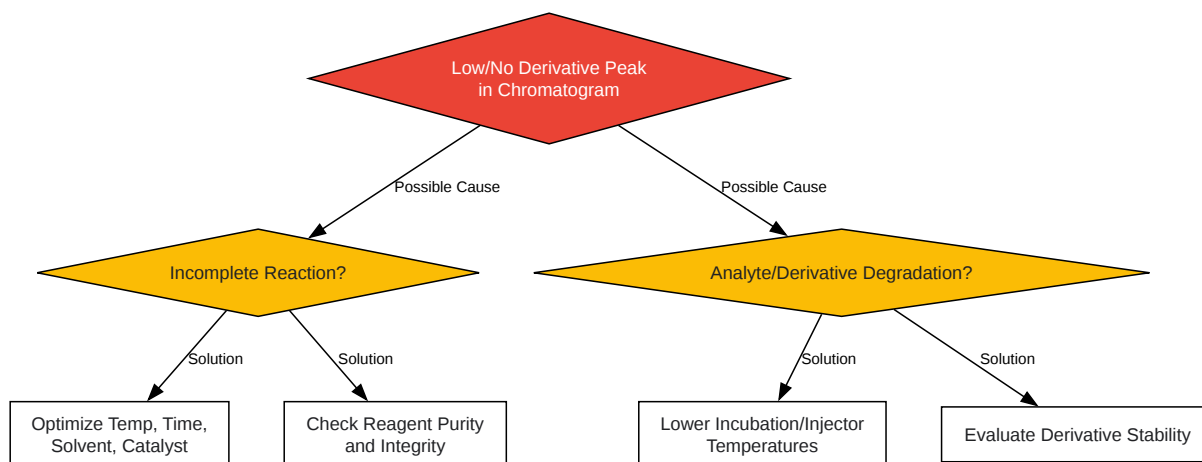 Low/No Derivative Peak
in Chromatogram
Possible Cause
Possible Cause
Incomplete Reaction?
Analyte/Derivative Degradation?
Solution
Solution
Solution
Solution
Optimize Temp, Time,
Solvent, Catalyst
Check Reagent Purity
and Integrity
Lower Incubation/Injector
Temperatures
Evaluate Derivative Stability